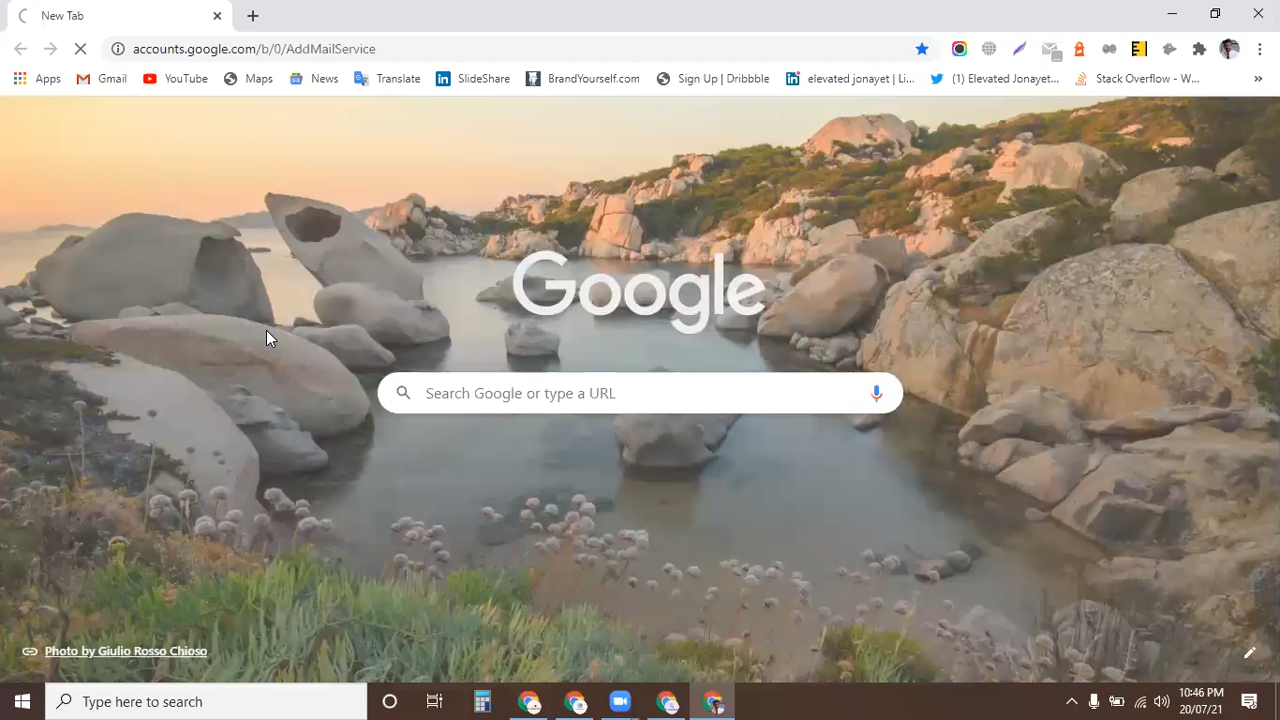 New Tab
accounts.google.com/b/0/AddMailService
Apps Gmail YouTube Maps News Translate SlideShare BrandYourself.com Sign Up | Dribbble elevated.jonayet | Li... (1) Elevated Jonayet... Stack Overflow - W... »
Google
Search Google or type a URL
Photo by Giulio Rosso Chioso
Type here to search
10:46 PM
20/07/21